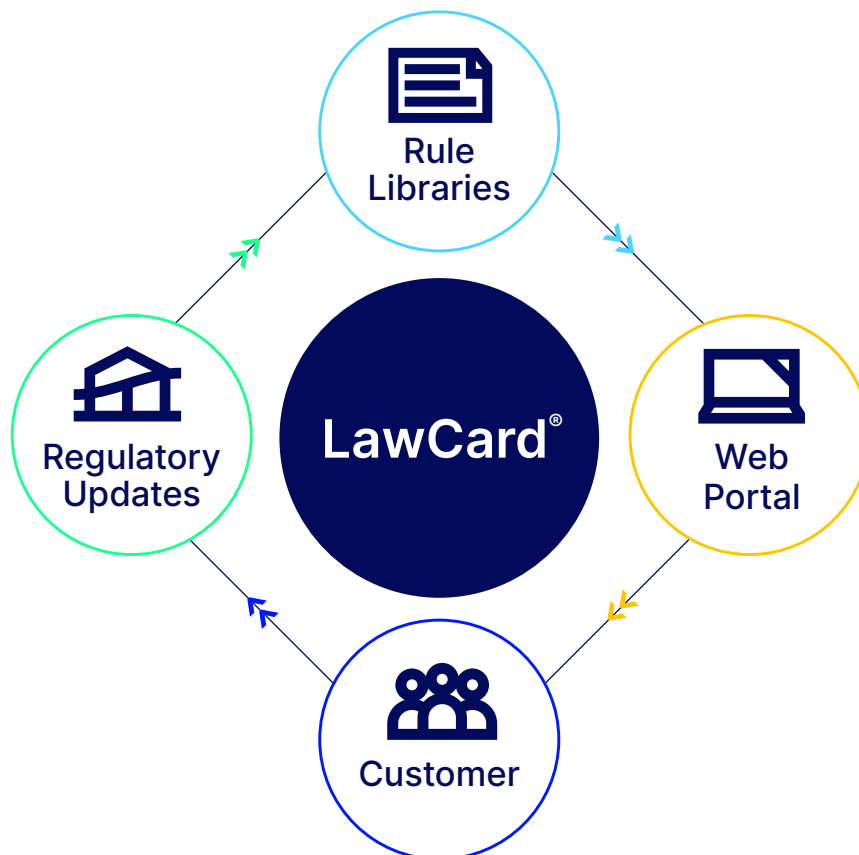 Rule
Libraries
Regulatory
Updates
LawCard®
Web
Portal
Customer